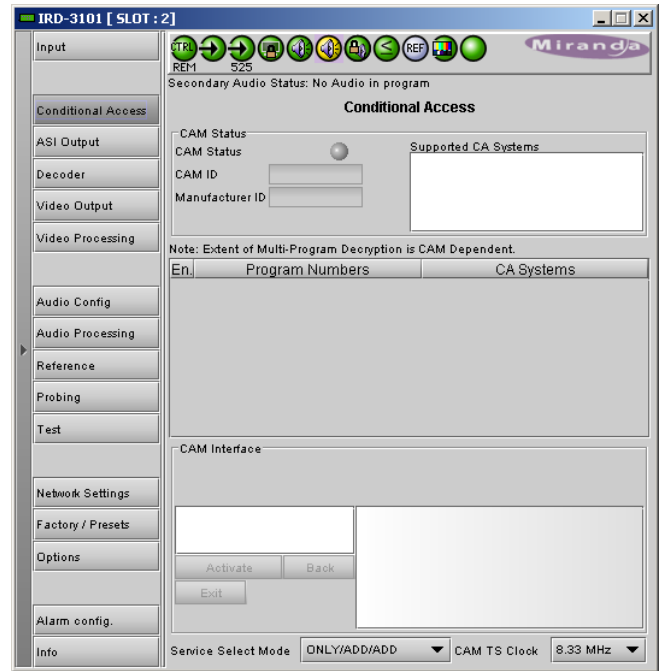 IRD-3101 [ SLOT : 2]
Input
Conditional Access
ASI Output
Decoder
Video Output
Video Processing
Audio Config
Audio Processing
Reference
Probing
Test
Network Settings
Factory / Presets
Options
Alarm config.
Info
CTRL
REF
Miranda
REM
525
Secondary Audio Status: No Audio in program
Conditional Access
CAM Status
CAM Status
Supported CA Systems
CAM ID
Manufacturer ID
Note: Extent of Multi-Program Decryption is CAM Dependent.
En. Program Numbers CA Systems
CAM Interface
Activate Back
Exit
Service Select Mode ONLY/ADD/ADD CAM TS Clock 8.33 MHz